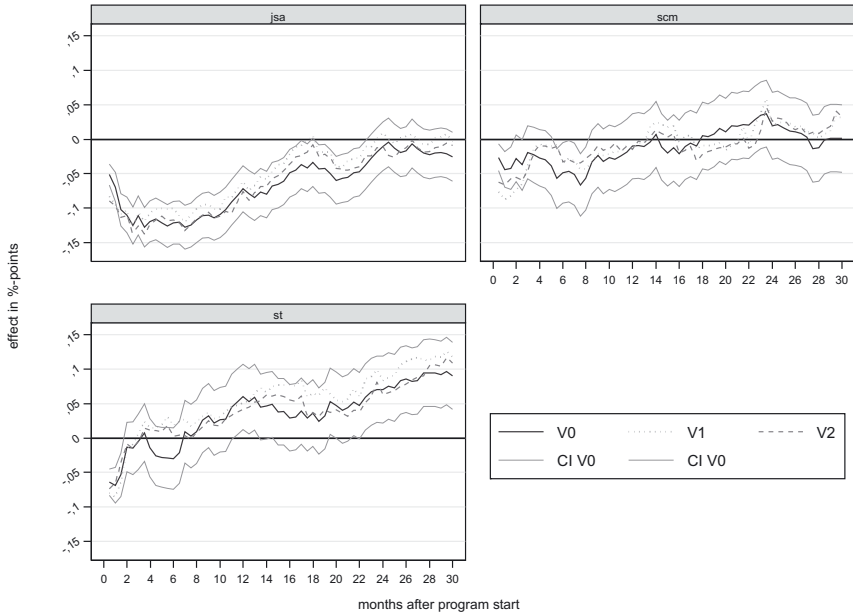 jsa
scm
,15
,1
,05
0
-,05
-,1
-,15
0 2 4 6 8 10 12 14 16 18 20 22 24 26 28 30
effect in %-points
st
,15
,1
,05
0
-,05
-,1
-,15
0 2 4 6 8 10 12 14 16 18 20 22 24 26 28 30
V0 V1 V2
CI V0 CI V0
months after program start